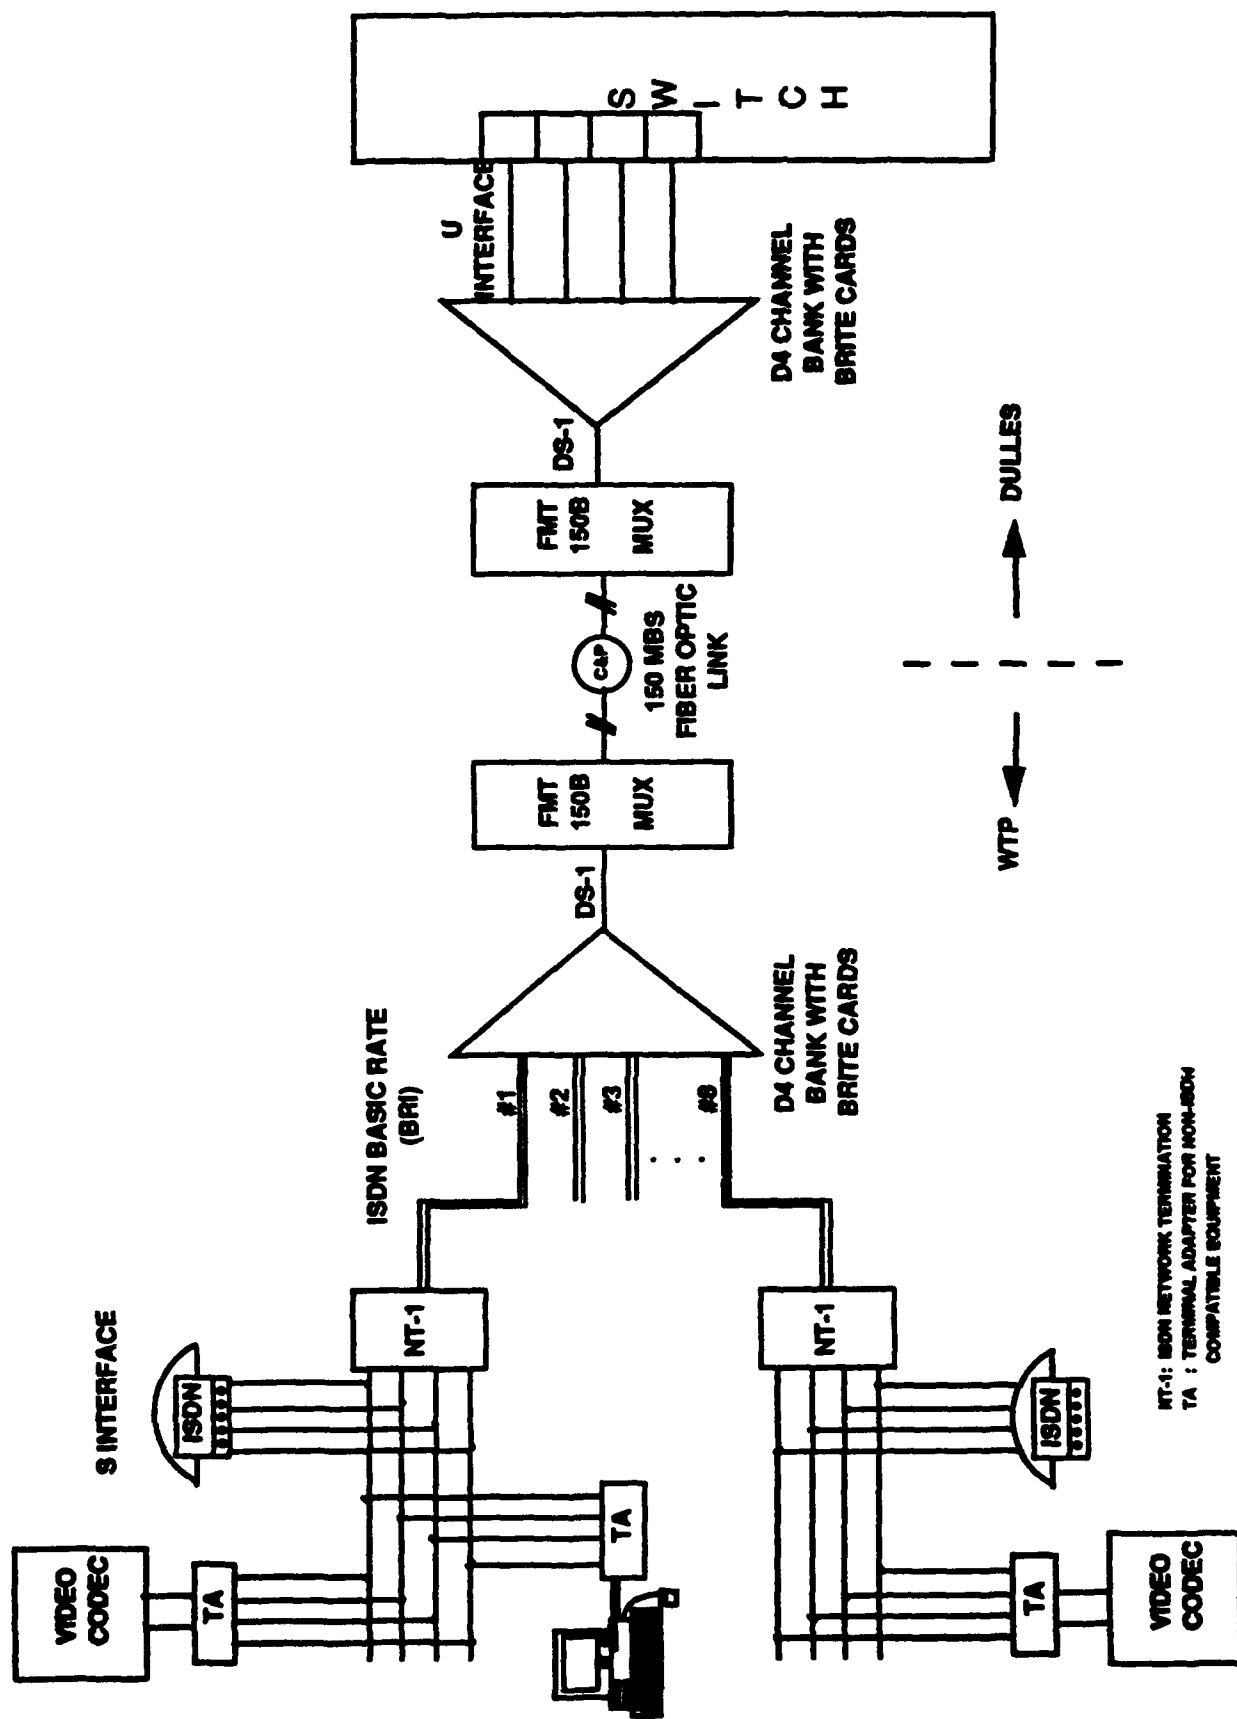 VIDEO
CODEC
TA
S INTERFACE
ISDN
NT-1
ISDN BASIC RATE
(BRI)
TA
#1
#2
#3
. . .
#8
D4 CHANNEL
BANK WITH
BRITE CARDS
DS-1
FMT
150B
MUX
C&P
150 MBS
FIBER OPTIC
LINK
FMT
150B
MUX
DS-1
D4 CHANNEL
BANK WITH
BRITE CARDS
U
INTERFACE
SWITCH
WTP
DULLES
NT-1
ISDN
TA
VIDEO
CODEC
NT-1: ISDN NETWORK TERMINATION
TA : TERMINAL ADAPTER FOR NON-ISDN
COMPATIBLE EQUIPMENT